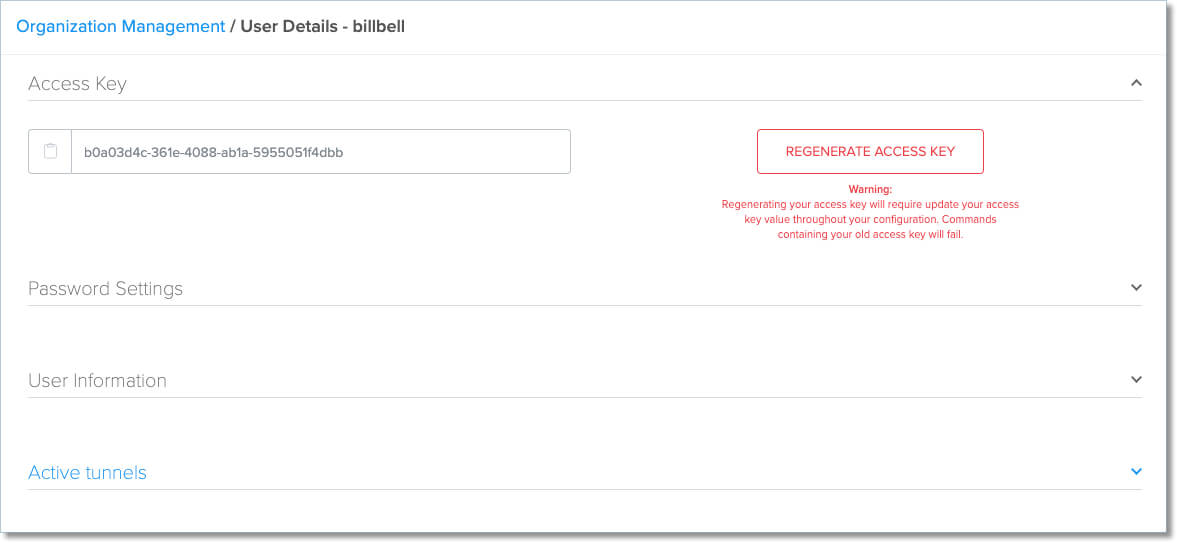 Organization Management / User Details - billbell
Access Key
b0a03d4c-361e-4088-ab1a-5955051f4dbb
REGENERATE ACCESS KEY
Warning:
Regenerating your access key will require update your access
key value throughout your configuration. Commands
containing your old access key will fail.
Password Settings
User Information
Active tunnels